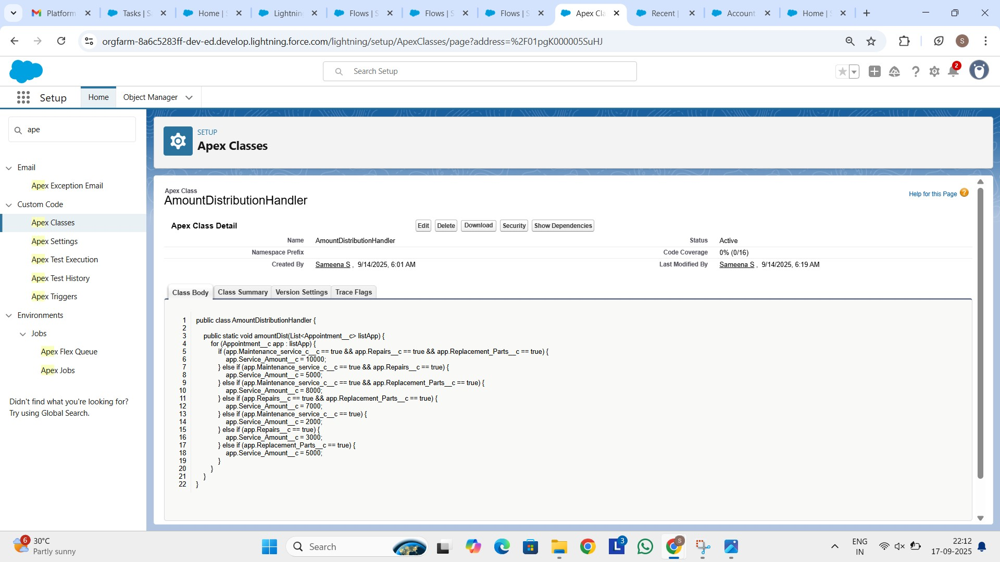 Platform
Tasks | S
Home | S
Lightnin
Flows | S
Flows | S
Flows | S
Apex Cla
Recent |
Account
Home | S
orgfarm-8a6c5283ff-dev-ed.develop.lightning.force.com/lightning/setup/ApexClasses/page?address=%2F01pgK000005SuHJ
S
Search Setup
2
Setup
Home
Object Manager
ape
Email
Apex Exception Email
Custom Code
Apex Classes
Apex Settings
Apex Test Execution
Apex Test History
Apex Triggers
Environments
Jobs
Apex Flex Queue
Apex Jobs
Didn't find what you're looking for?
Try using Global Search.
SETUP
Apex Classes
Apex Class
AmountDistributionHandler
Help for this Page ?
Apex Class Detail
Edit Delete Download Security Show Dependencies
Name AmountDistributionHandler Status Active
Namespace Prefix Code Coverage 0% (0/16)
Created By Sameena S , 9/14/2025, 6:01 AM Last Modified By Sameena S , 9/14/2025, 6:19 AM
Class Body Class Summary Version Settings Trace Flags
1 public class AmountDistributionHandler {
2
3 public static void amountDist(List<Appointment__c> listApp) {
4 for (Appointment__c app : listApp) {
5 if (app.Maintenance_service_c__c == true && app.Repairs__c == true && app.Replacement_Parts__c == true) {
6 app.Service_Amount__c = 10000;
7 } else if (app.Maintenance_service_c__c == true && app.Repairs__c == true) {
8 app.Service_Amount__c = 5000;
9 } else if (app.Maintenance_service_c__c == true && app.Replacement_Parts__c == true) {
10 app.Service_Amount__c = 8000;
11 } else if (app.Repairs__c == true && app.Replacement_Parts__c == true) {
12 app.Service_Amount__c = 7000;
13 } else if (app.Maintenance_service_c__c == true) {
14 app.Service_Amount__c = 2000;
15 } else if (app.Repairs__c == true) {
16 app.Service_Amount__c = 3000;
17 } else if (app.Replacement_Parts__c == true) {
18 app.Service_Amount__c = 5000;
19 }
20 }
21 }
22 }
6
30°C
Partly sunny
Search
L 3
S
ENG
IN
22:12
17-09-2025